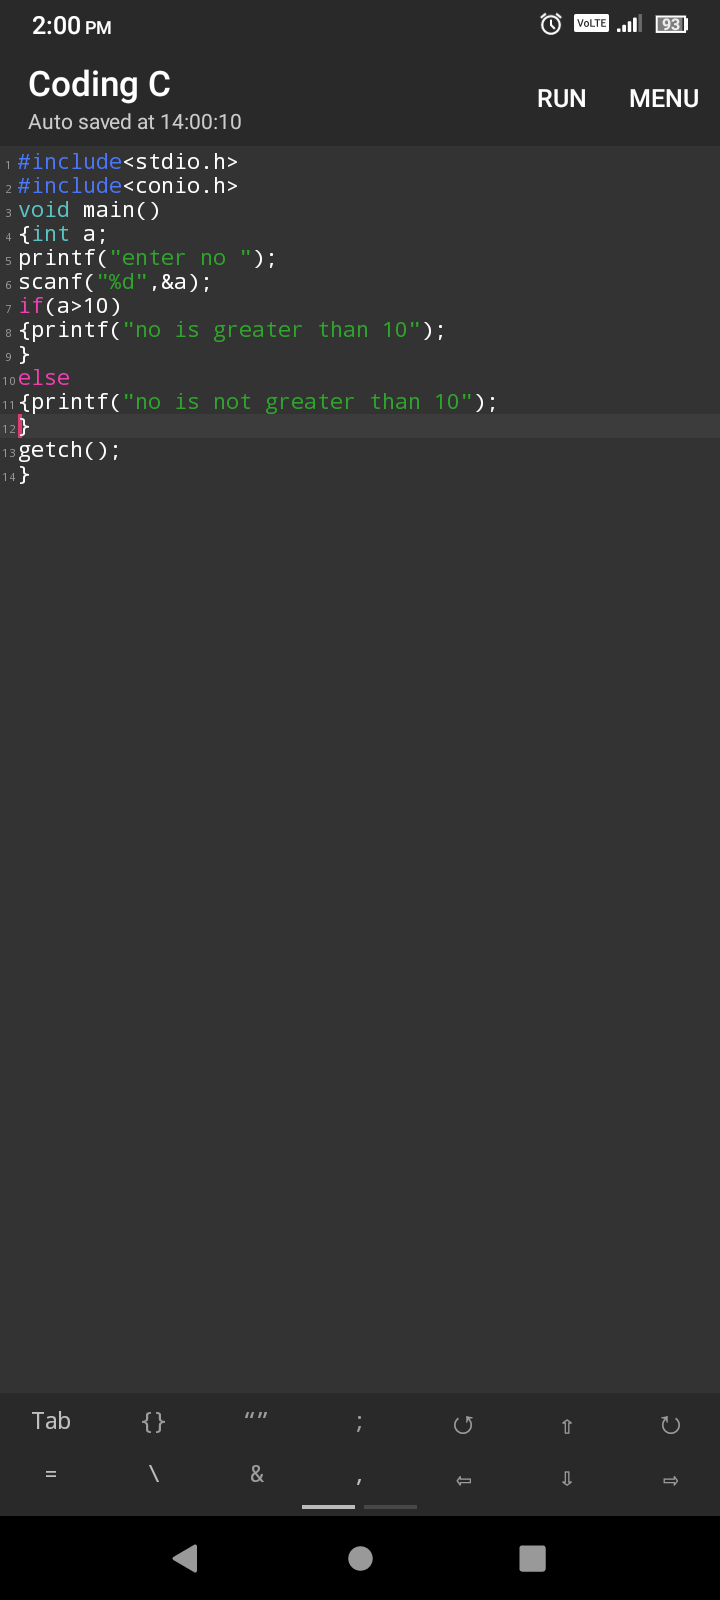 2:00 PM
VoLTE
93
Coding C
RUN MENU
Auto saved at 14:00:10
1 #include<stdio.h>
2 #include<conio.h>
3 void main()
4 {int a;
5 printf("enter no ");
6 scanf("%d",&a);
7 if(a>10)
8 {printf("no is greater than 10");
9 }
10 else
11 {printf("no is not greater than 10");
12 }
13 getch();
14 }
Tab {} “” ; ⭯ ⇧ ⭮
= \ & , ⇦ ⇩ ⇨